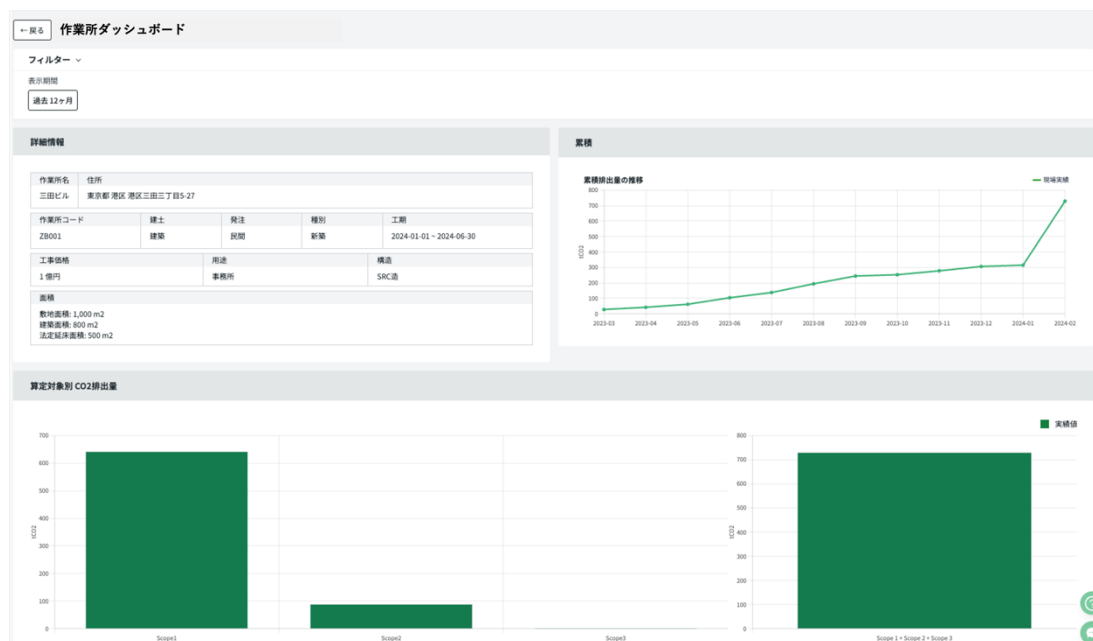 ←戻る 作業所ダッシュボード
フィルター
表示期間
過去 12ヶ月
詳細情報
作業所名 住所
三田ビル 東京都 港区 港区三田三丁目5-27
作業所コード 建土 発注 種別 工期
ZB001 建築 民間 新築 2024-01-01 ~ 2024-06-30
工事価格 用途 構造
1 億円 事務所 SRC造
面積
敷地面積: 1,000 m2
建築面積: 800 m2
法定延床面積: 500 m2
累積
累積排出量の推移
現場実績
800
700
600
500
400
300
200
100
0
tCO2
2023-03 2023-04 2023-05 2023-06 2023-07 2023-08 2023-09 2023-10 2023-11 2023-12 2024-01 2024-02
算定対象別 CO2排出量
実績値
700
600
500
400
300
200
100
0
tCO2
Scope1 Scope2 Scope3
800
700
600
500
400
300
200
100
0
tCO2
Scope 1 + Scope 2 + Scope 3